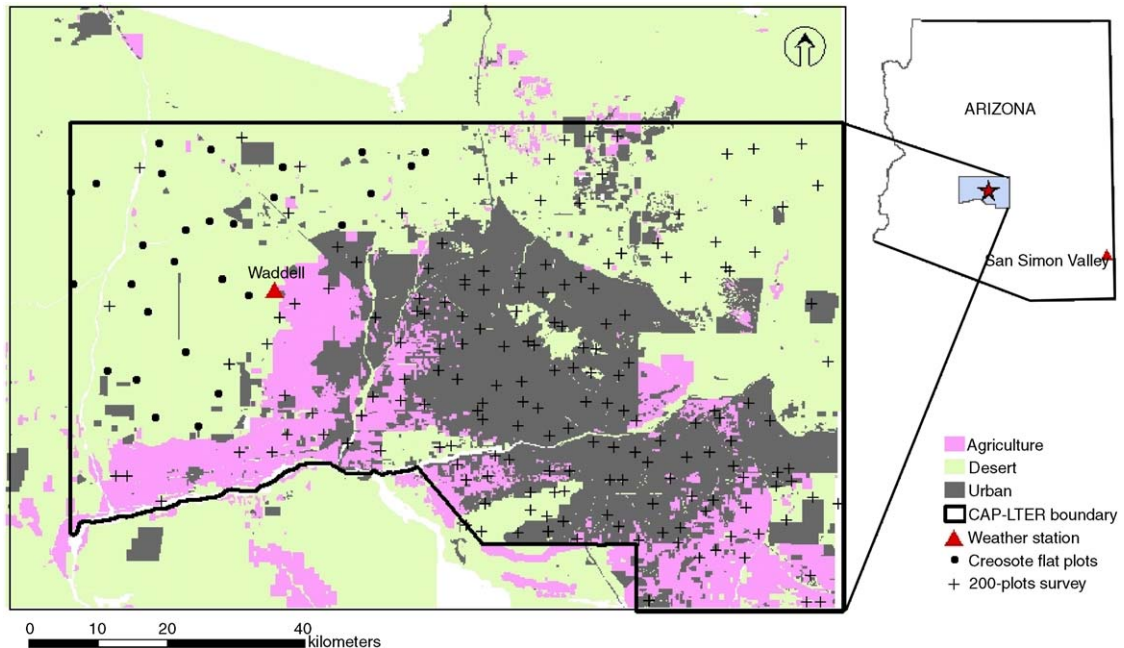 ARIZONA
Waddell
San Simon Valley
Agriculture
Desert
Urban
CAP-LTER boundary
Weather station
Creosote flat plots
200-plots survey
0 10 20 40
kilometers